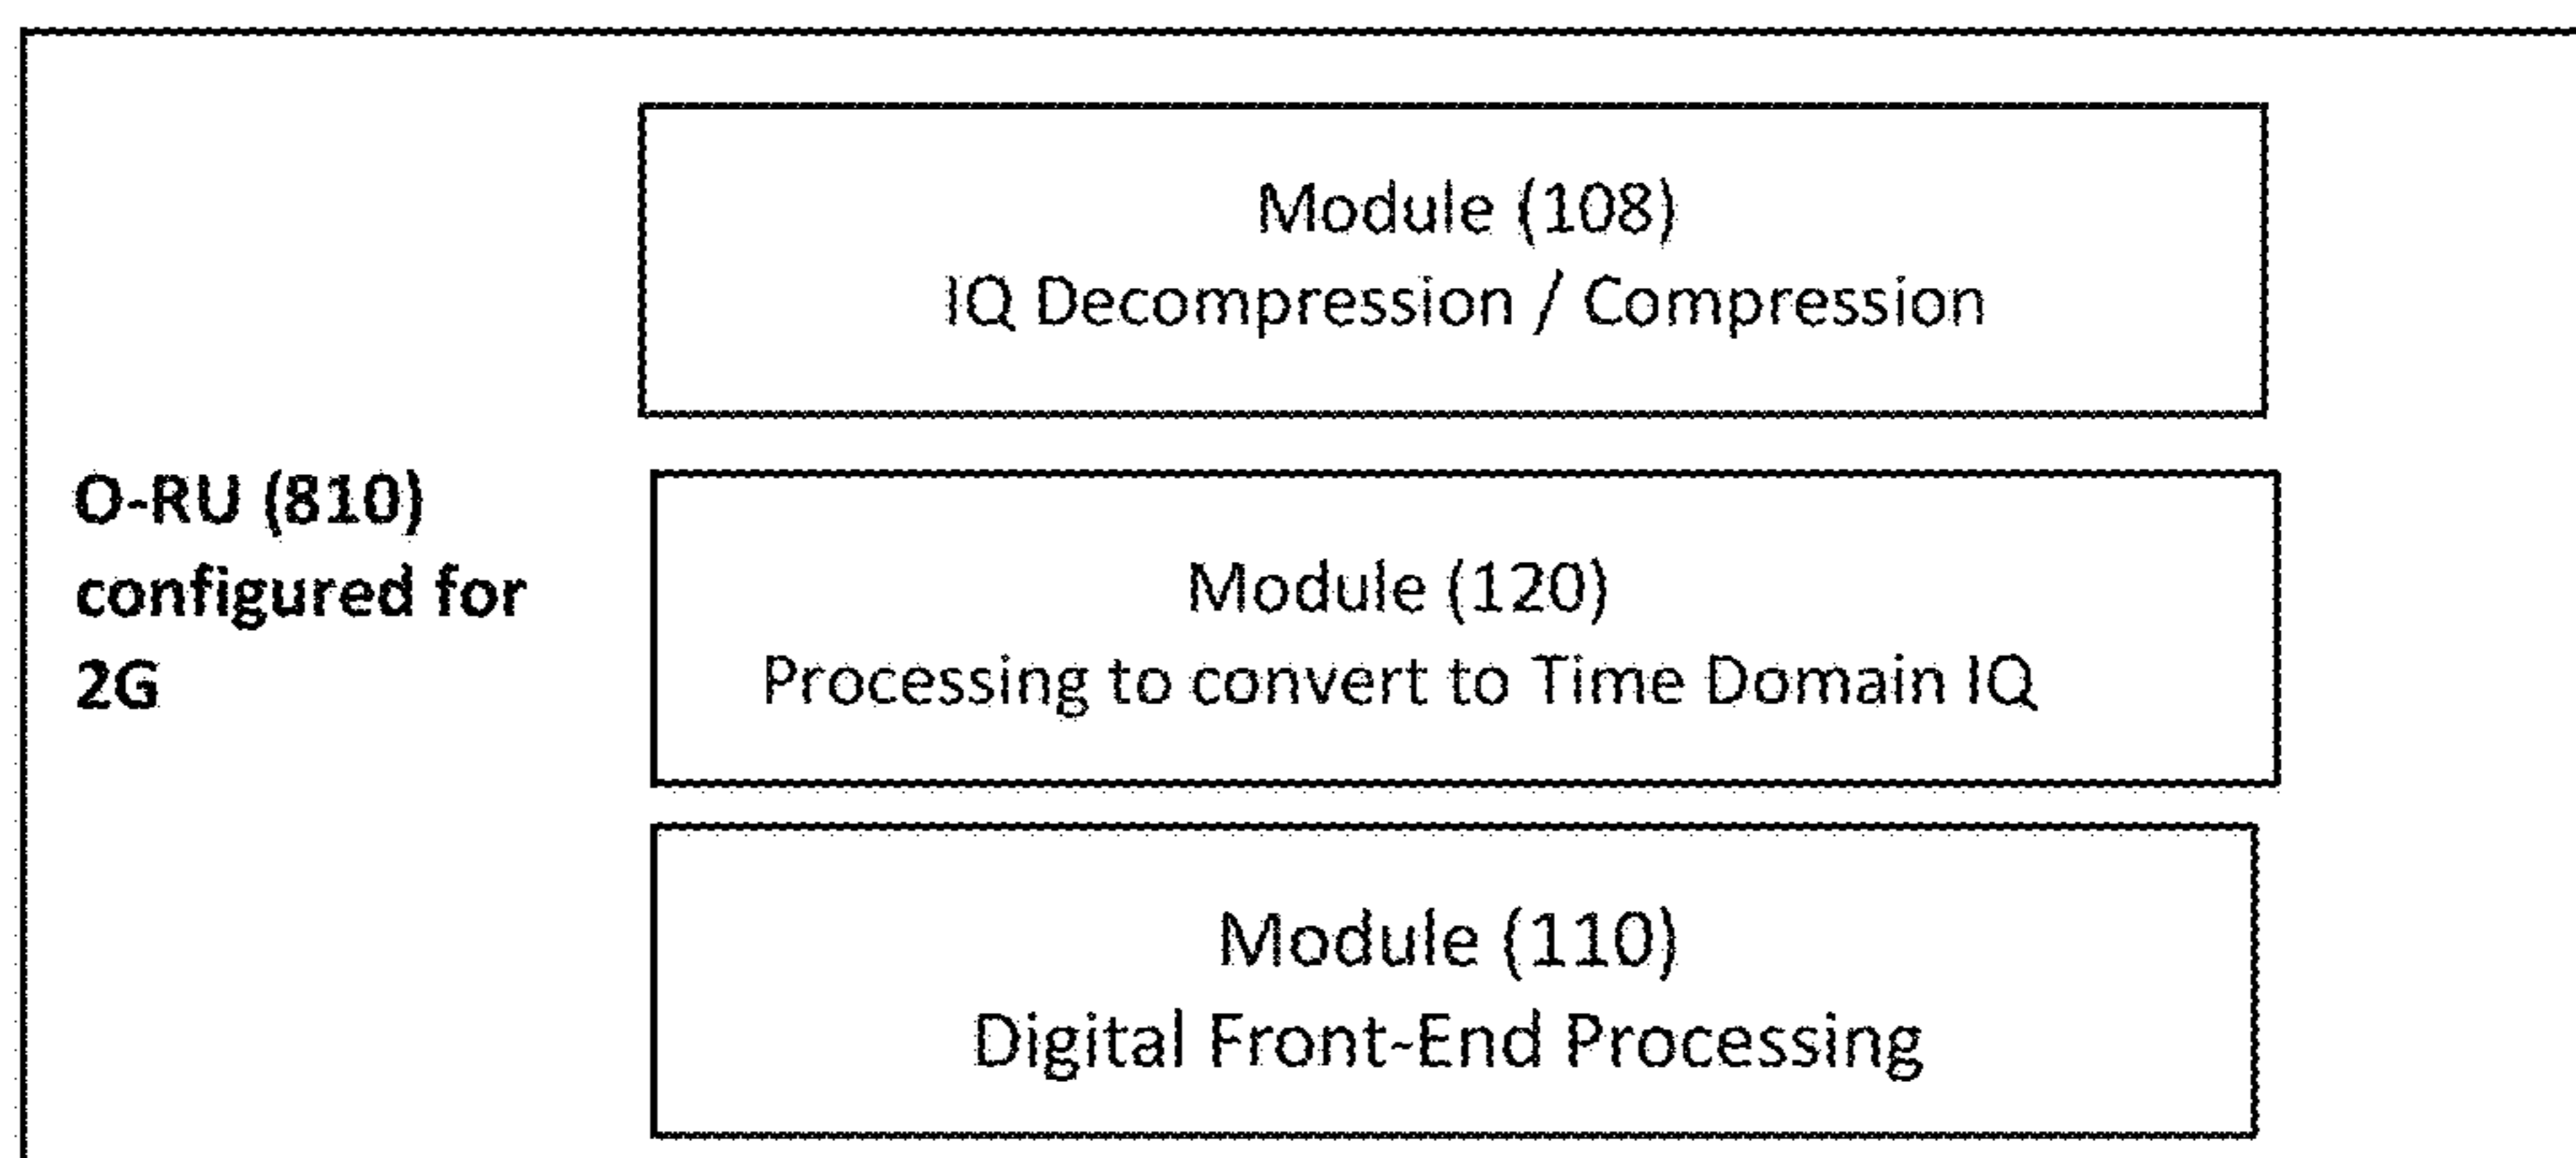 Module (108)
IQ Decompression / Compression
O-RU (810)
configured for
2G
Module (120)
Processing to convert to Time Domain IQ
Module (110)
Digital Front-End Processing